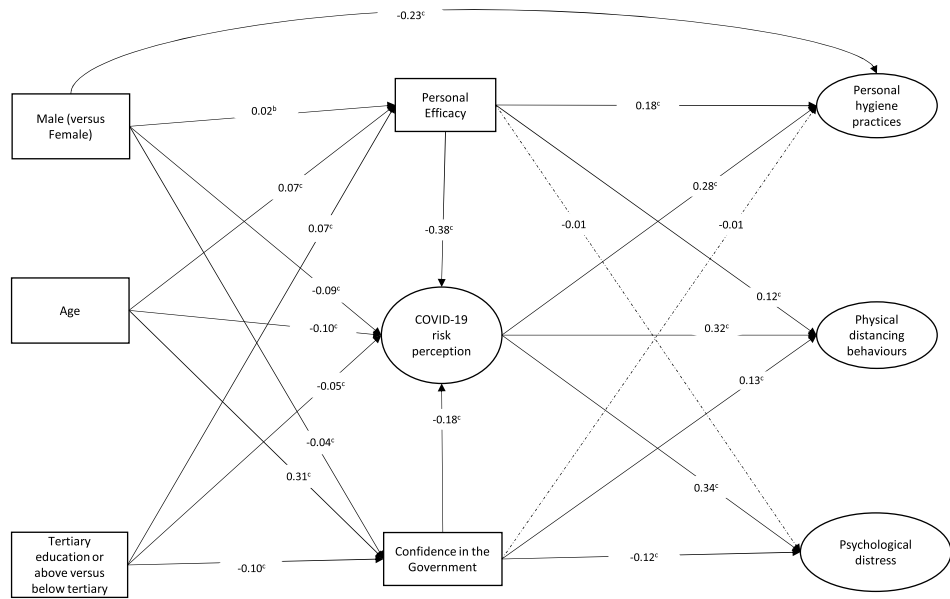 -0.23ᶜ
Male (versus
Female)
0.02ᵇ
Personal
Efficacy
0.18ᶜ
Personal
hygiene
practices
0.07ᶜ
0.28ᶜ
0.07ᶜ
-0.38ᶜ
-0.01
-0.01
Age
-0.09ᶜ
-0.10ᶜ
COVID-19
risk
perception
0.12ᶜ
0.32ᶜ
Physical
distancing
behaviours
-0.05ᶜ
0.13ᶜ
-0.18ᶜ
-0.04ᶜ
0.31ᶜ
0.34ᶜ
Tertiary
education or
above versus
below tertiary
-0.10ᶜ
Confidence in the
Government
-0.12ᶜ
Psychological
distress